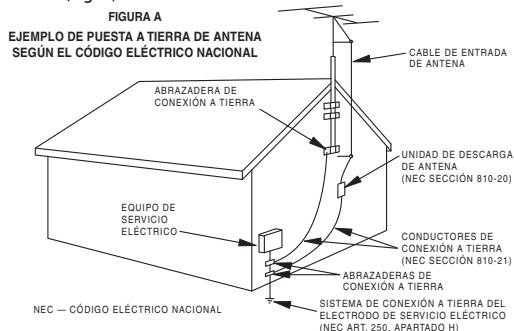 FIGURA A
EJEMPLO DE PUESTA A TIERRA DE ANTENA
SEGÚN EL CÓDIGO ELÉCTRICO NACIONAL
CABLE DE ENTRADA
DE ANTENA
ABRAZADERA DE
CONEXIÓN A TIERRA
UNIDAD DE DESCARGA
DE ANTENA
(NEC SECCIÓN 810-20)
EQUIPO DE
SERVICIO
ELÉCTRICO
CONDUCTORES DE
CONEXIÓN A TIERRA
(NEC SECCIÓN 810-21)
ABRAZADERAS DE
CONEXIÓN A TIERRA
NEC — CÓDIGO ELÉCTRICO NACIONAL
SISTEMA DE CONEXIÓN A TIERRA DEL
ELECTRODO DE SERVICIO ELÉCTRICO
(NEC ART. 250, APARTADO H)